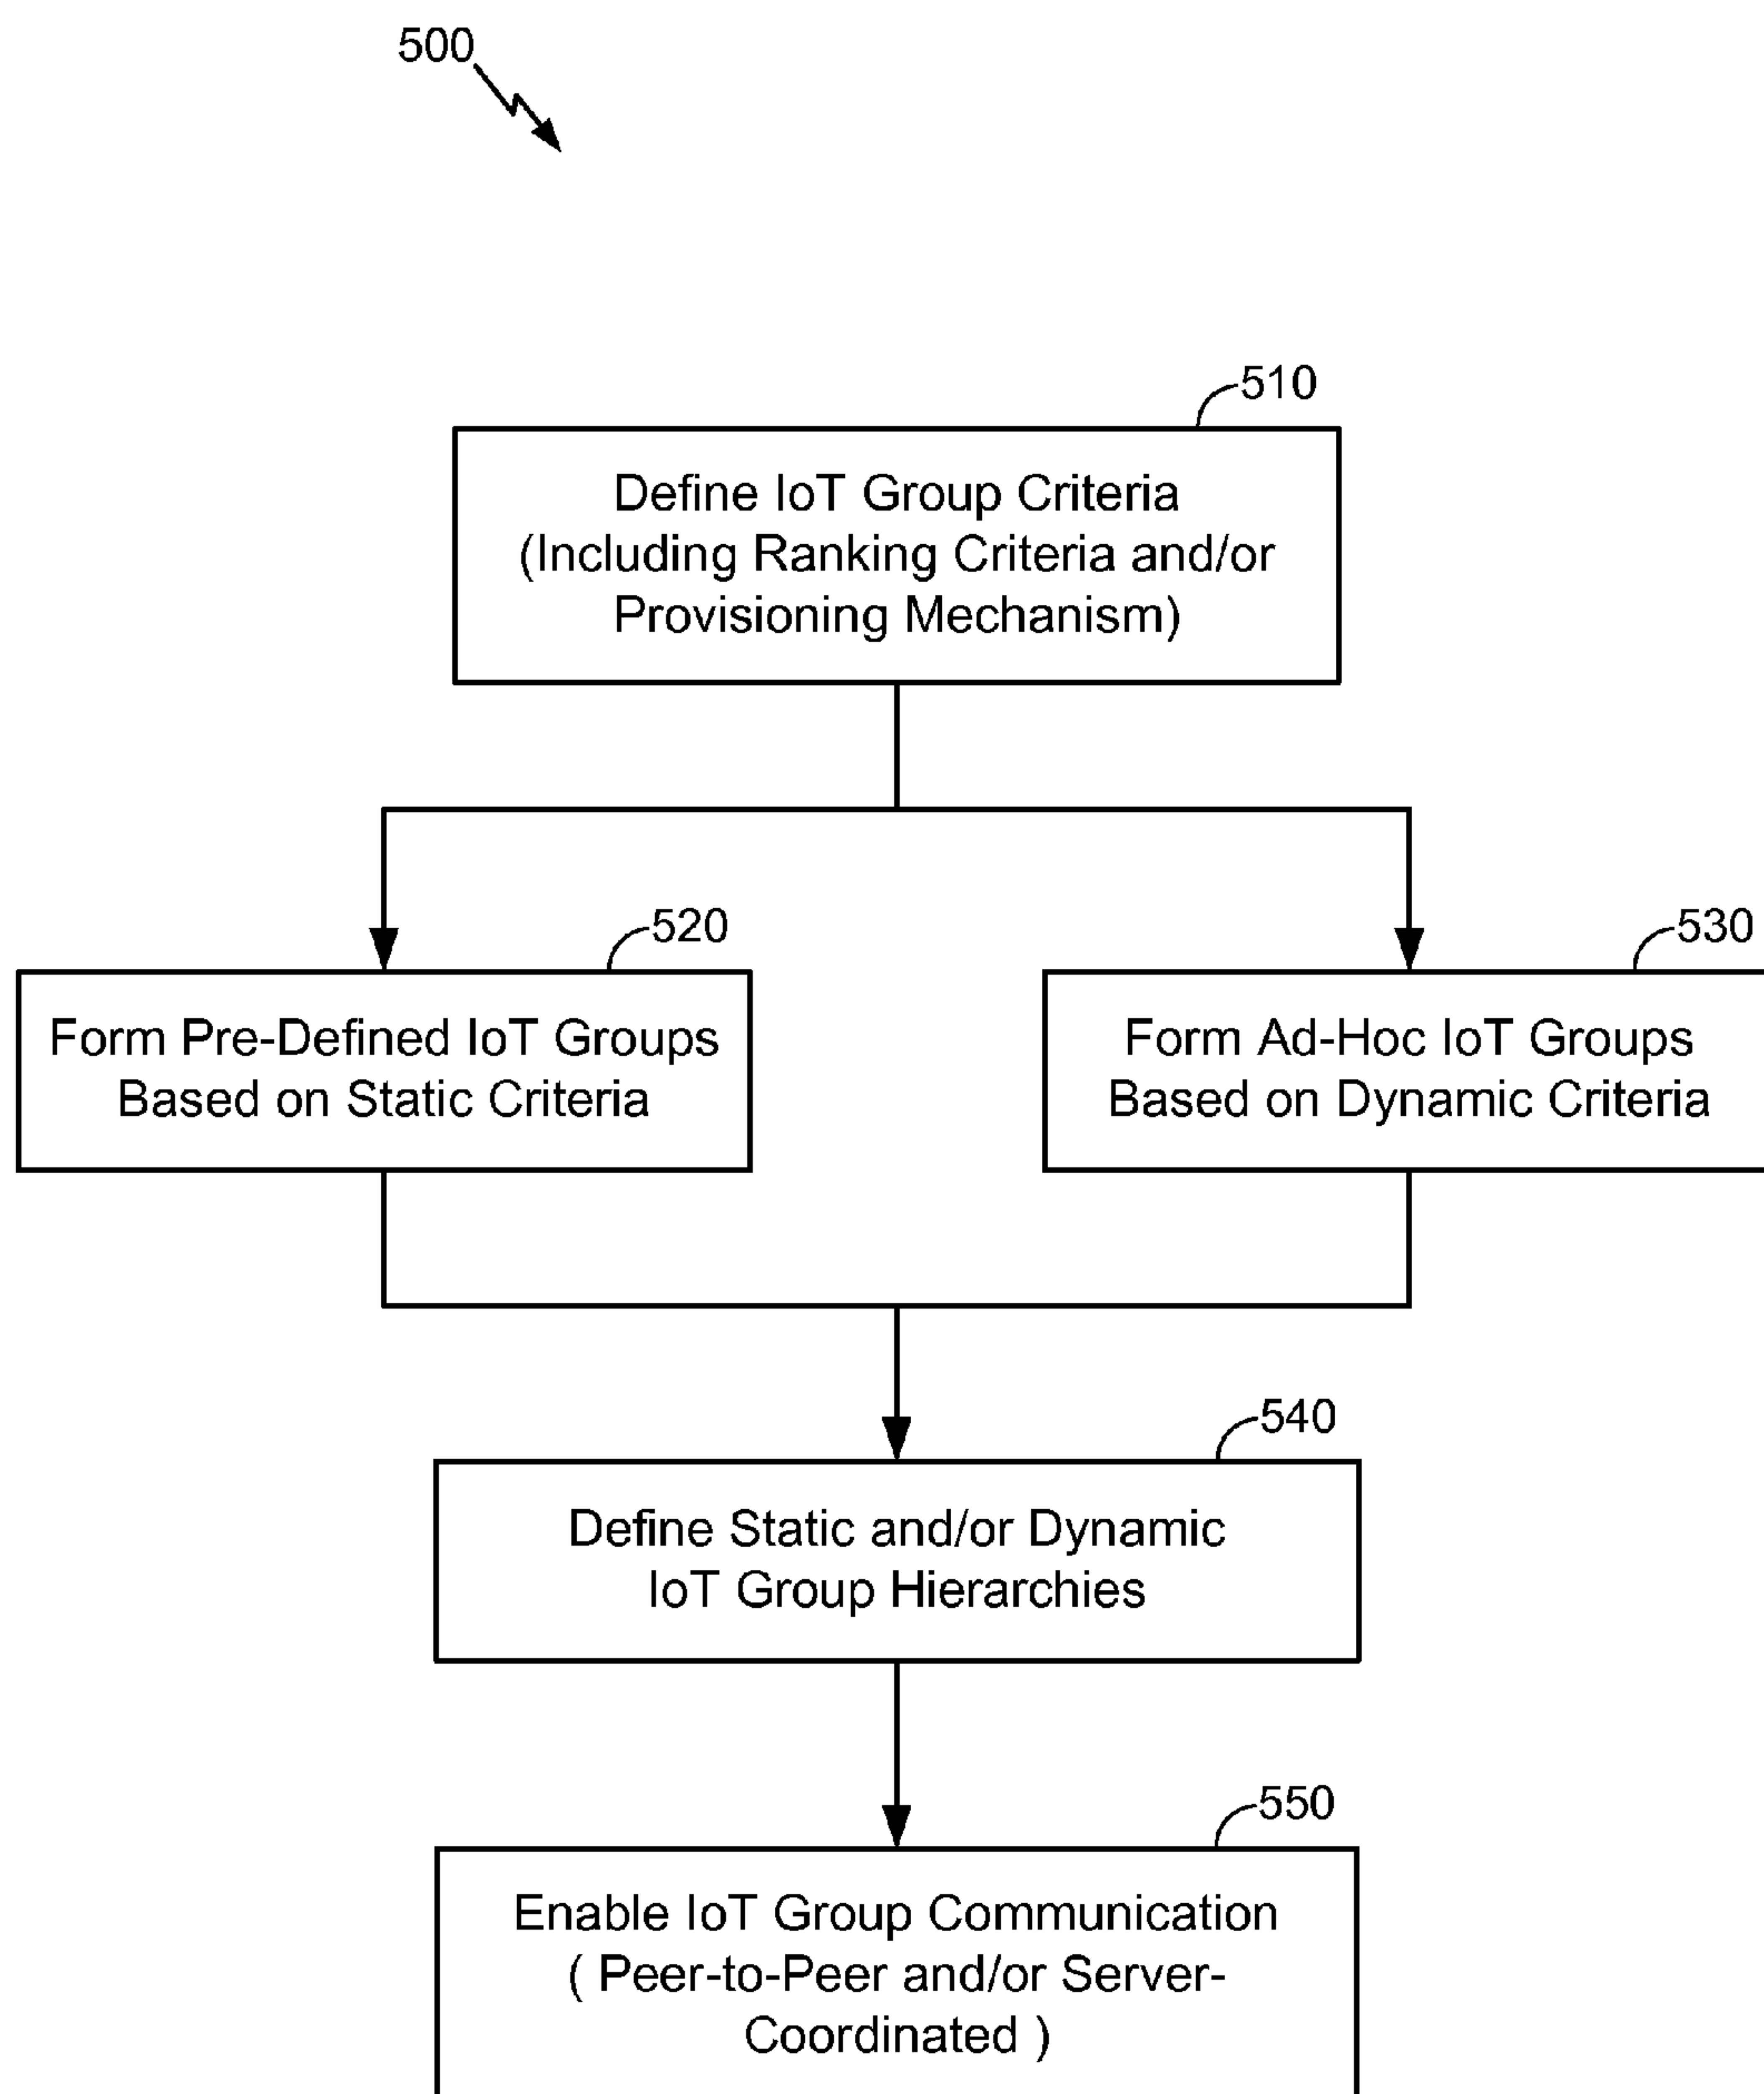 500
510
Define IoT Group Criteria
(Including Ranking Criteria and/or
Provisioning Mechanism)
520
Form Pre-Defined IoT Groups
Based on Static Criteria
530
Form Ad-Hoc IoT Groups
Based on Dynamic Criteria
540
Define Static and/or Dynamic
IoT Group Hierarchies
550
Enable IoT Group Communication
( Peer-to-Peer and/or Server-
Coordinated )